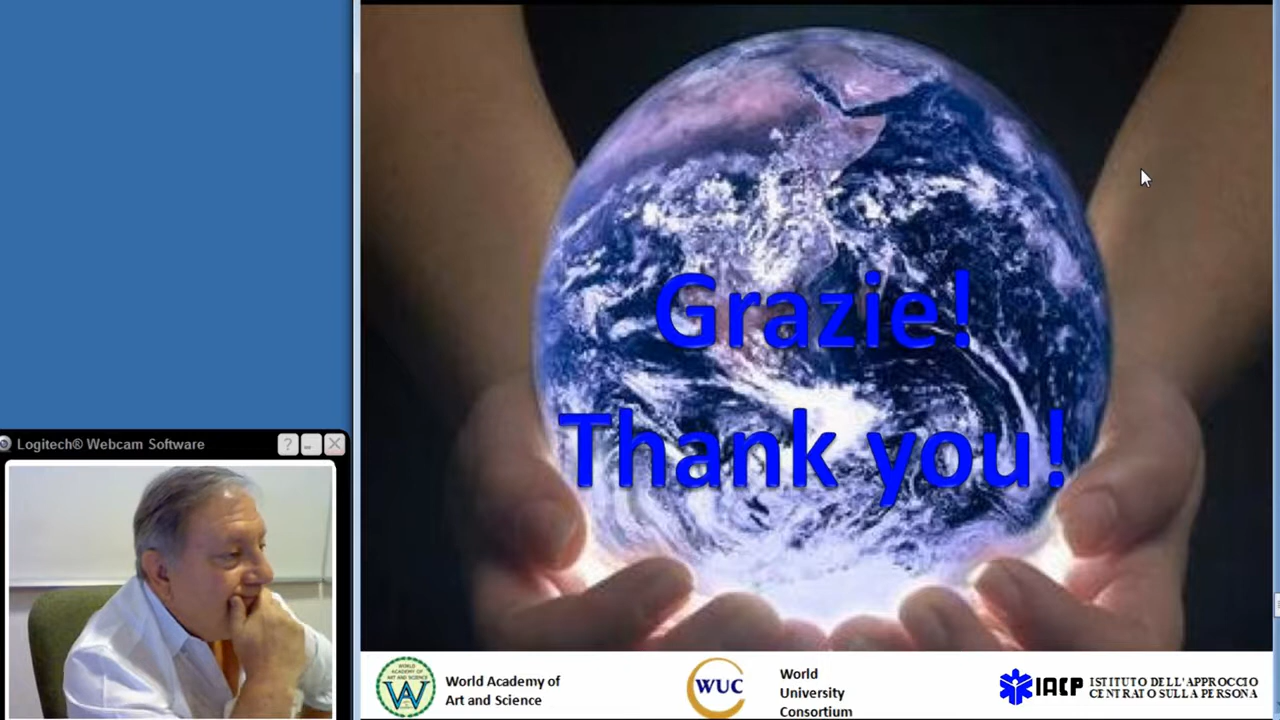 Grazie!
Thank you!
Logitech® Webcam Software
World Academy of
Art and Science
WUC
World
University
Consortium
IACP
ISTITUTO DELL'APPROCCIO
CENTRATO SULLA PERSONA